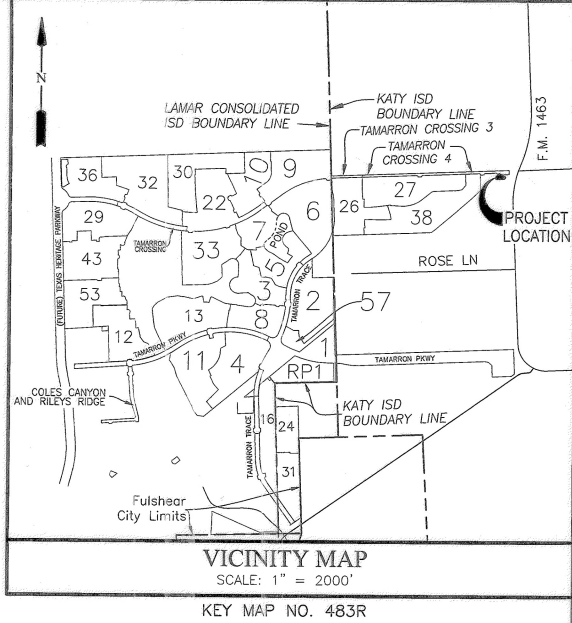 N
LAMAR CONSOLIDATED
ISD BOUNDARY LINE
KATY ISD
BOUNDARY LINE
TAMARRON CROSSING 3
TAMARRON
CROSSING 4
F.M. 1463
36
32
30
10
9
22
29
7
6
26
27
38
PROJECT
LOCATION
(FUTURE) TEXAS HERITAGE PARKWAY
TAMARRON
CROSSING
POND
43
33
5
ROSE LN
53
3
TAMARRON TRACE
2
57
13
8
12
TAMARRON PKWY
1
11
4
TAMARRON PKWY
RP1
COLES CANYON
AND RILEYS RIDGE
KATY ISD
BOUNDARY LINE
16
24
TAMARRON TRACE
31
Fulshear
City Limits
VICINITY MAP
SCALE: 1" = 2000'
KEY MAP NO. 483R